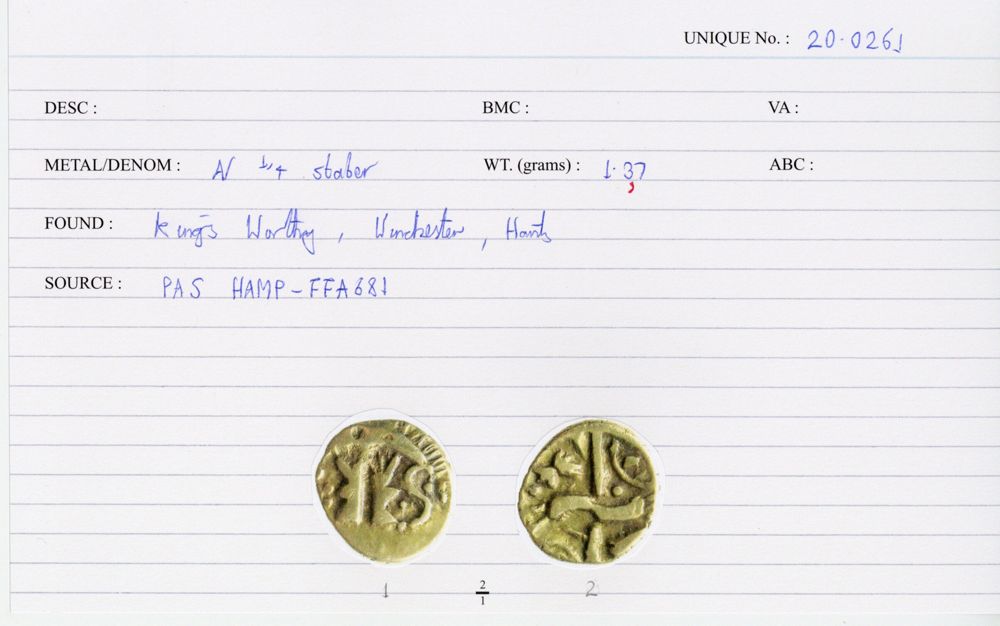 UNIQUE No. : 20.0261
DESC : BMC : VA :
METAL/DENOM : AV 1/4 stater WT. (grams) : 1.37 ABC :
FOUND : King's Worthy, Winchester, Hants
SOURCE : PAS HAMP-FFA681
1 2/1 2